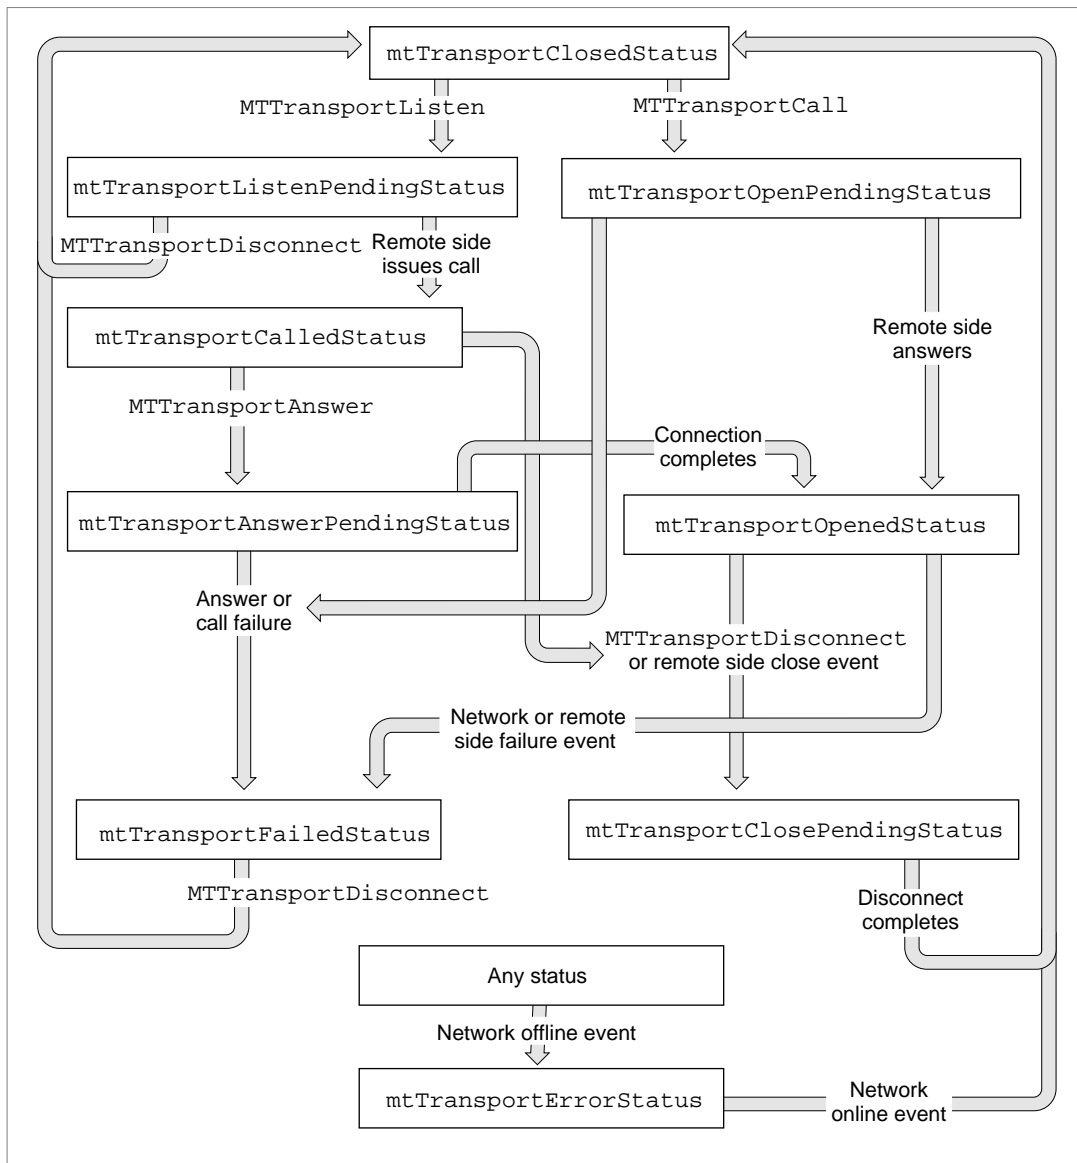 mtTransportClosedStatus
MTTransportListen
MTTransportCall
mtTransportListenPendingStatus
mtTransportOpenPendingStatus
MTTransportDisconnect
Remote side
issues call
mtTransportCalledStatus
Remote side
answers
MTTransportAnswer
Connection
completes
mtTransportAnswerPendingStatus
mtTransportOpenedStatus
Answer or
call failure
MTTransportDisconnect
or remote side close event
Network or remote
side failure event
mtTransportFailedStatus
mtTransportClosePendingStatus
MTTransportDisconnect
Disconnect
completes
Any status
Network offline event
mtTransportErrorStatus
Network
online event